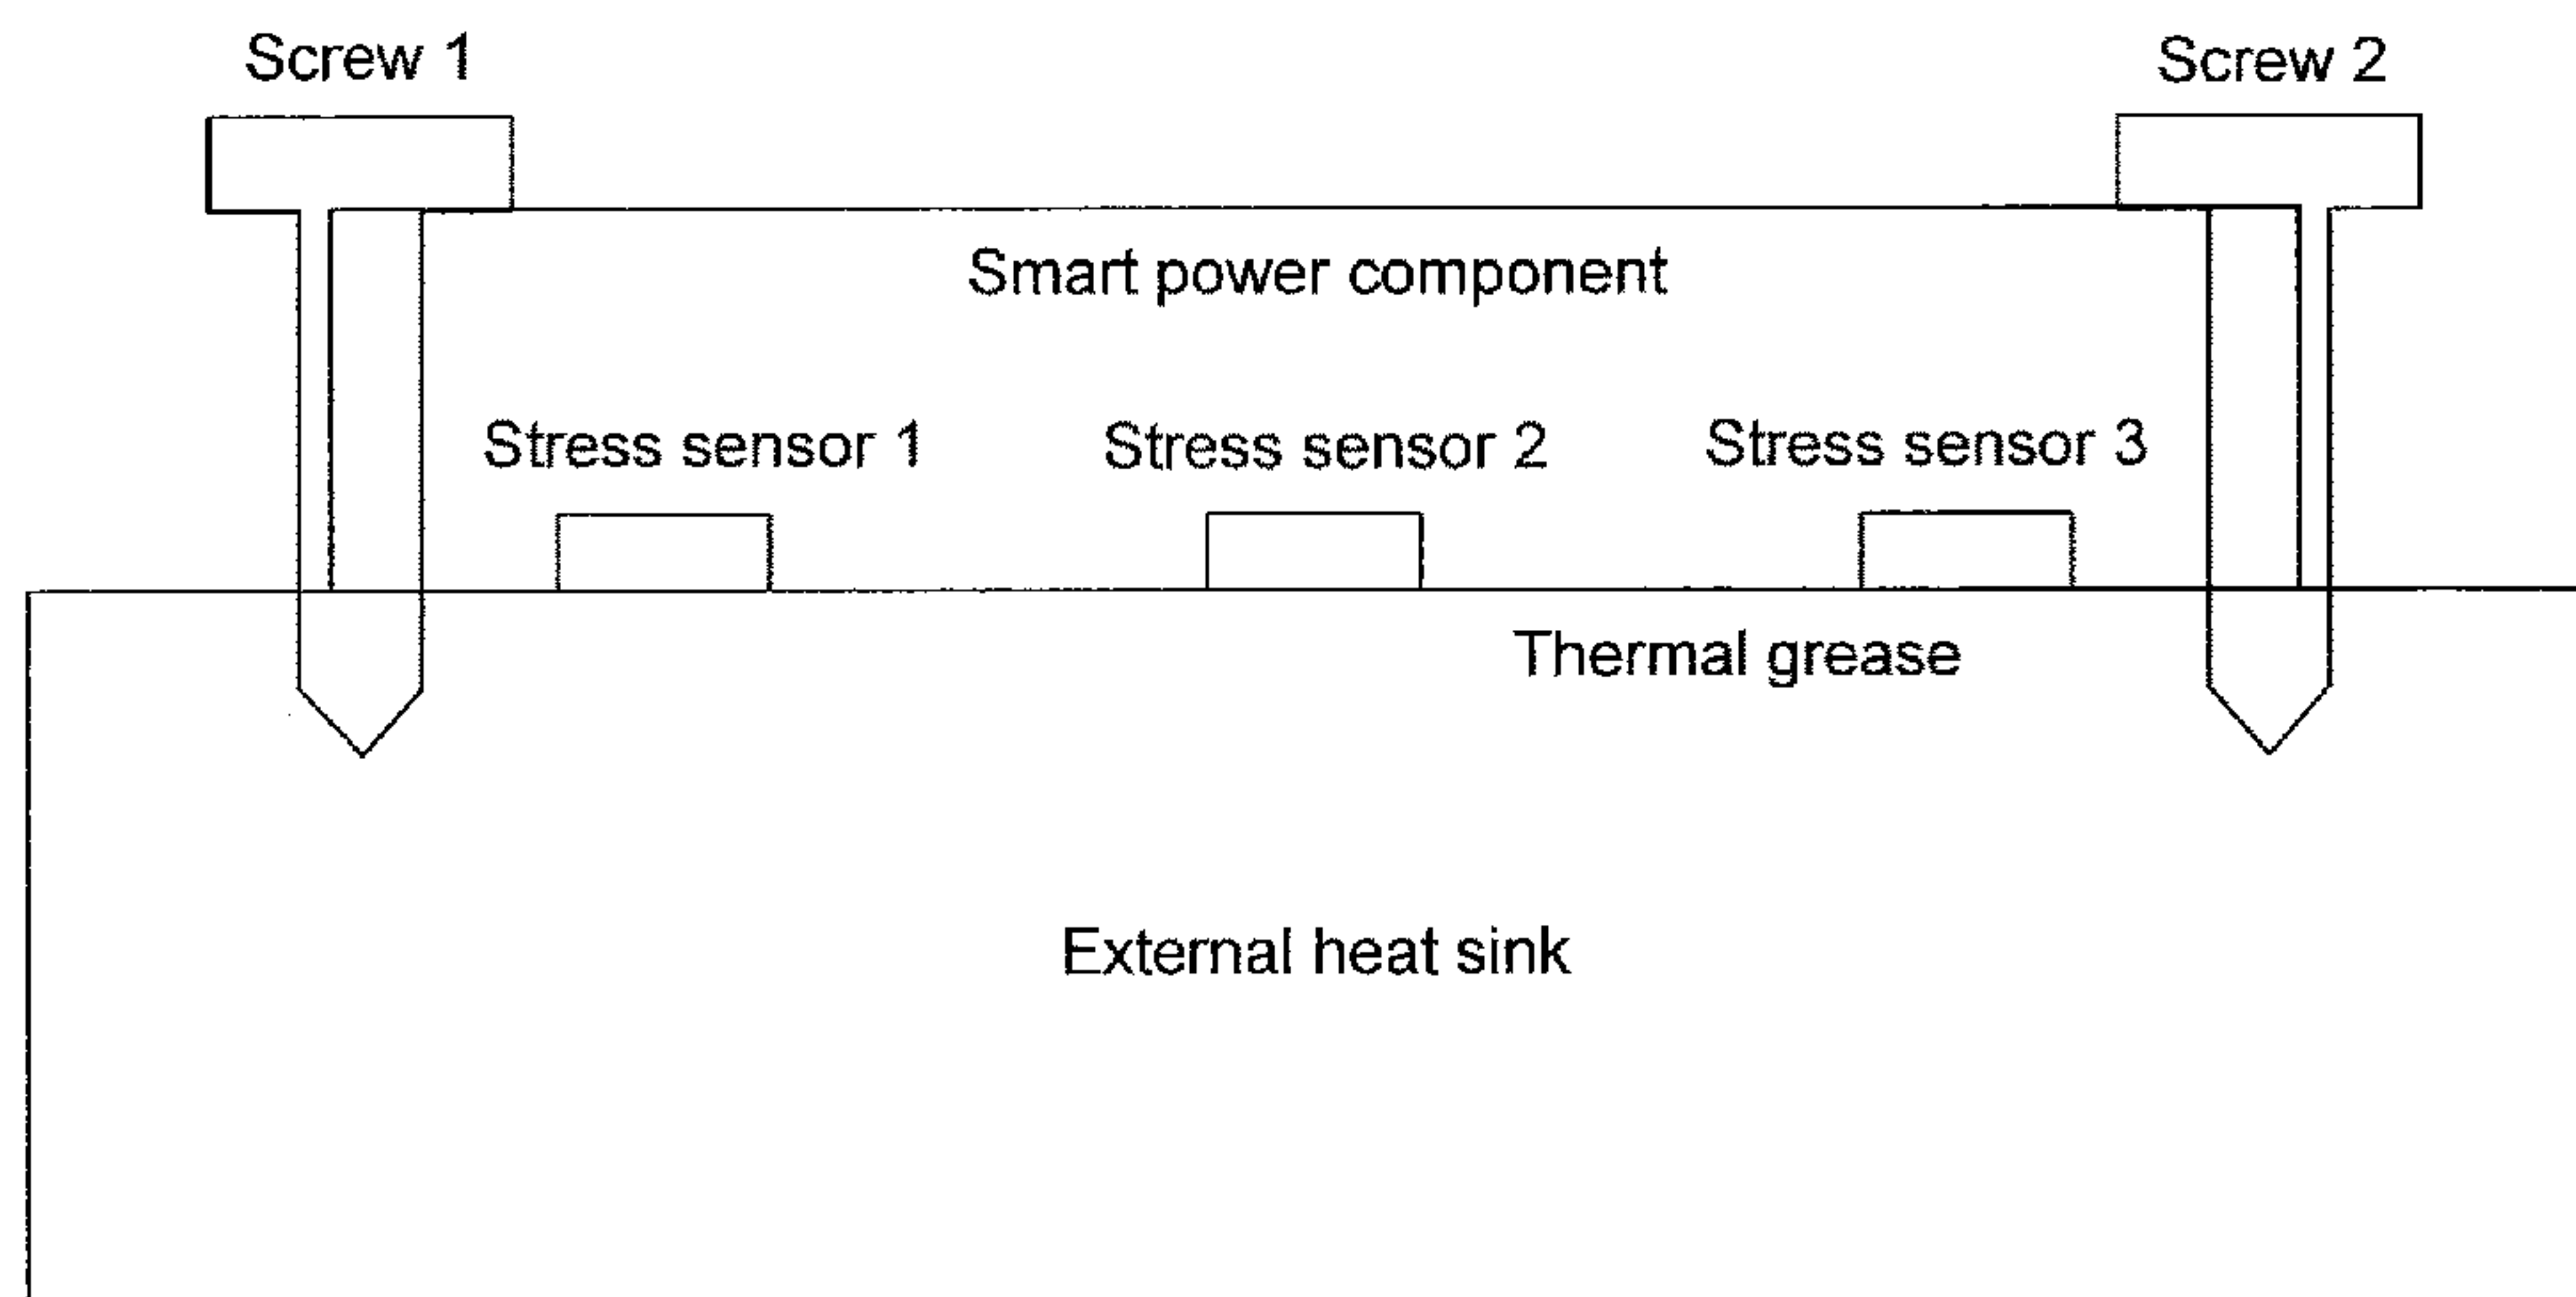 Screw 1
Screw 2
Smart power component
Stress sensor 1
Stress sensor 2
Stress sensor 3
Thermal grease
External heat sink